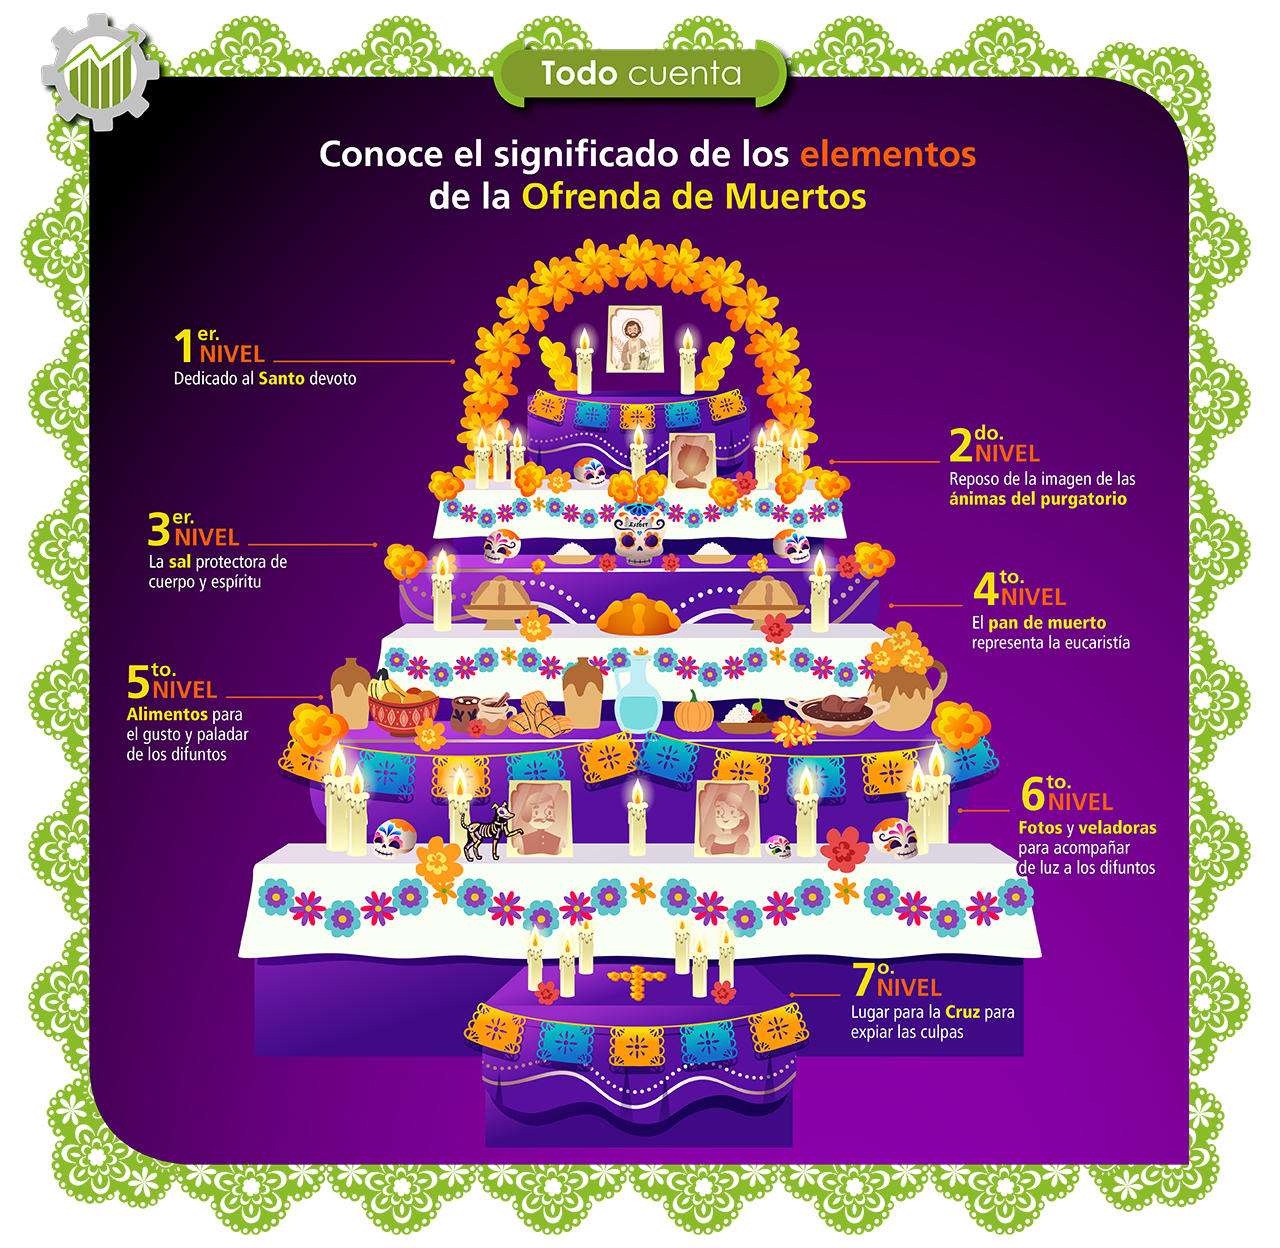 Todo cuenta
Conoce el significado de los elementos
de la Ofrenda de Muertos
1er. NIVEL
Dedicado al Santo devoto
2do. NIVEL
Reposo de la imagen de las
ánimas del purgatorio
3er. NIVEL
La sal protectora de
cuerpo y espíritu
Esther
4to. NIVEL
El pan de muerto
representa la eucaristía
5to. NIVEL
Alimentos para
el gusto y paladar
de los difuntos
6to. NIVEL
Fotos y veladoras
para acompañar
de luz a los difuntos
7o. NIVEL
Lugar para la Cruz para
expiar las culpas